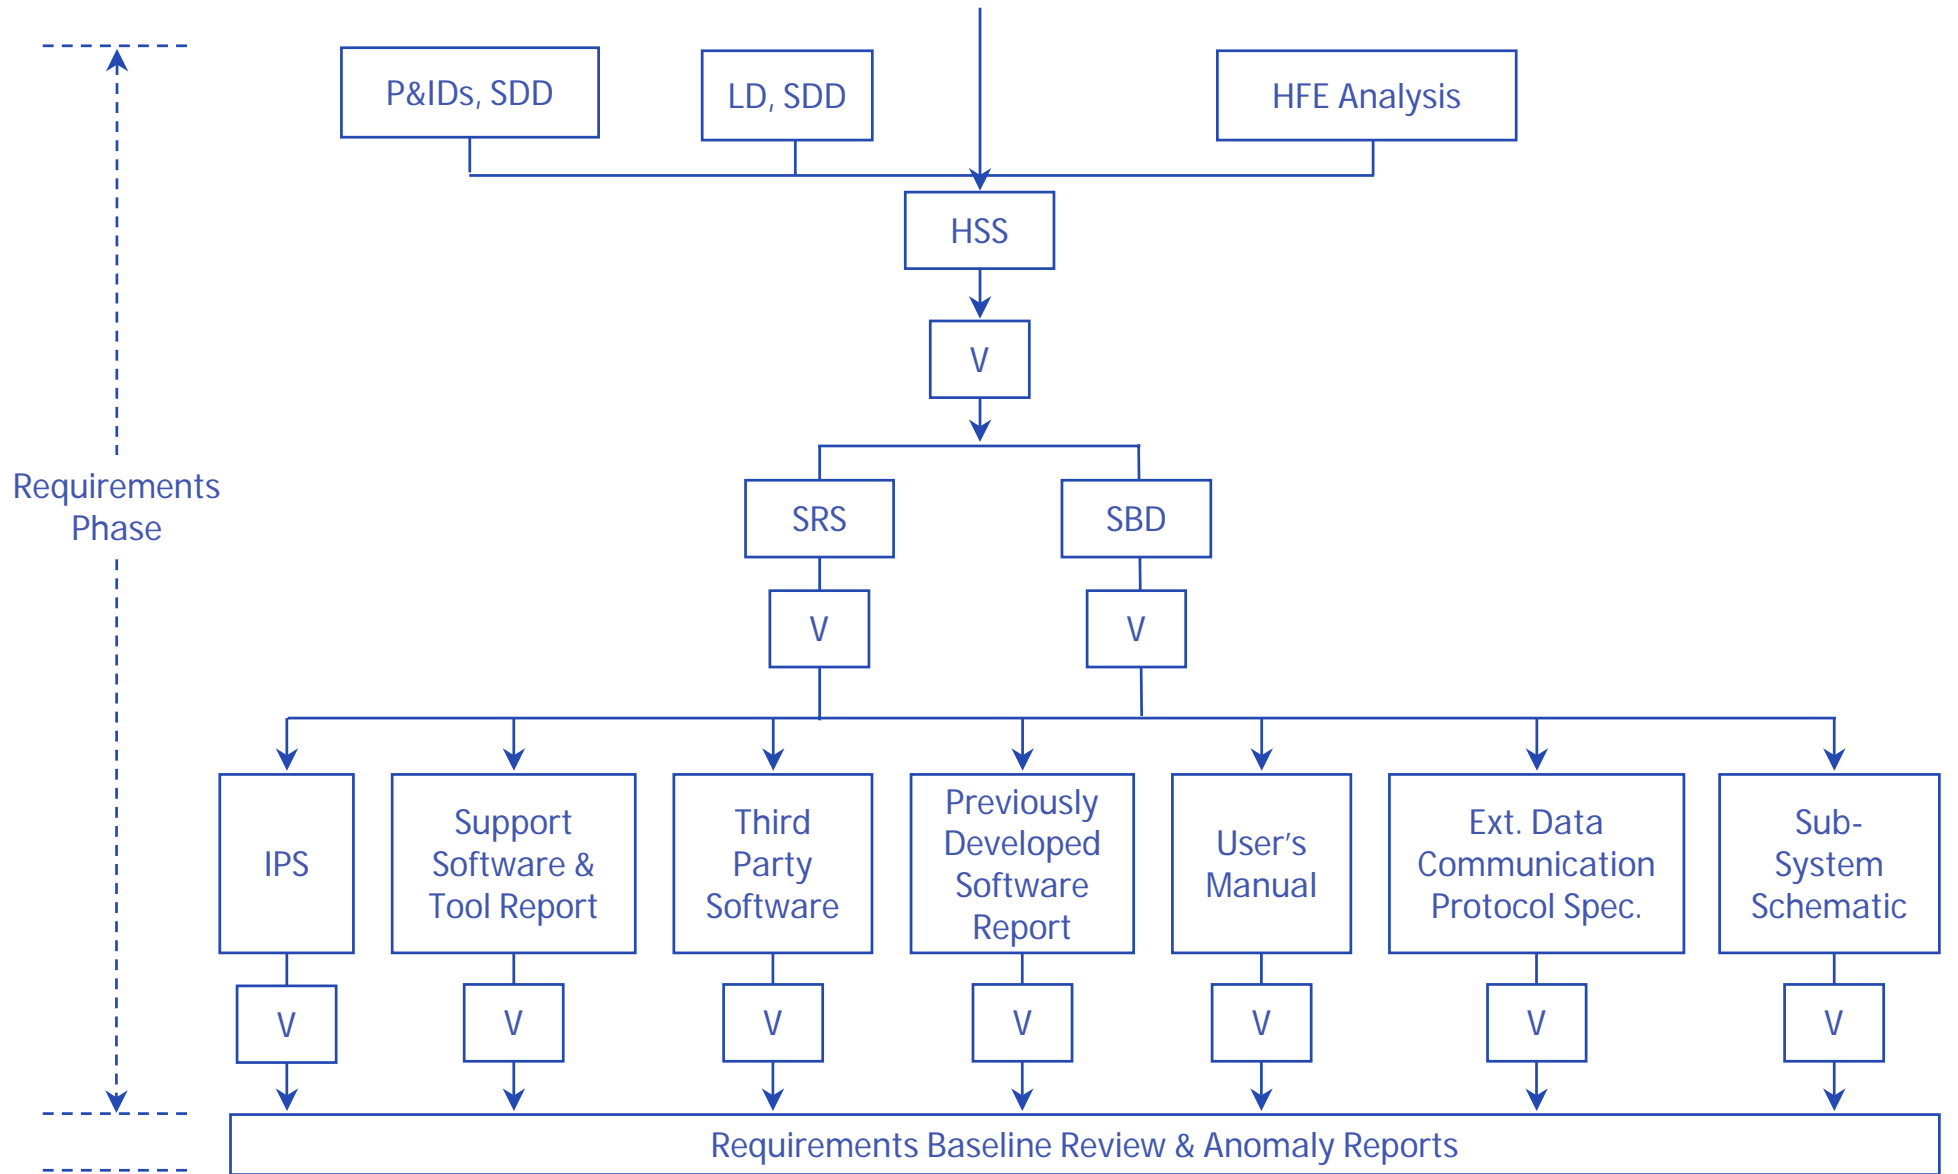 P&IDs, SDD
LD, SDD
HFE Analysis
HSS
V
Requirements
Phase
SRS
SBD
V
V
IPS
Support
Software &
Tool Report
Third
Party
Software
Previously
Developed
Software
Report
User's
Manual
Ext. Data
Communication
Protocol Spec.
Sub-
System
Schematic
V
V
V
V
V
V
V
Requirements Baseline Review & Anomaly Reports